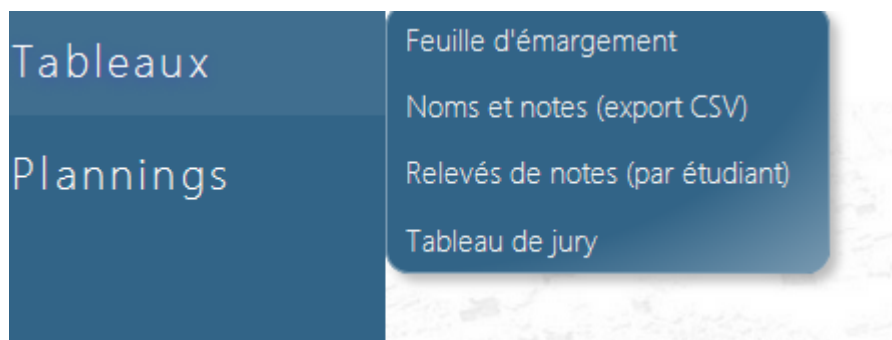 Tableaux
Plannings
Feuille d'émargement
Noms et notes (export CSV)
Relevés de notes (par étudiant)
Tableau de jury